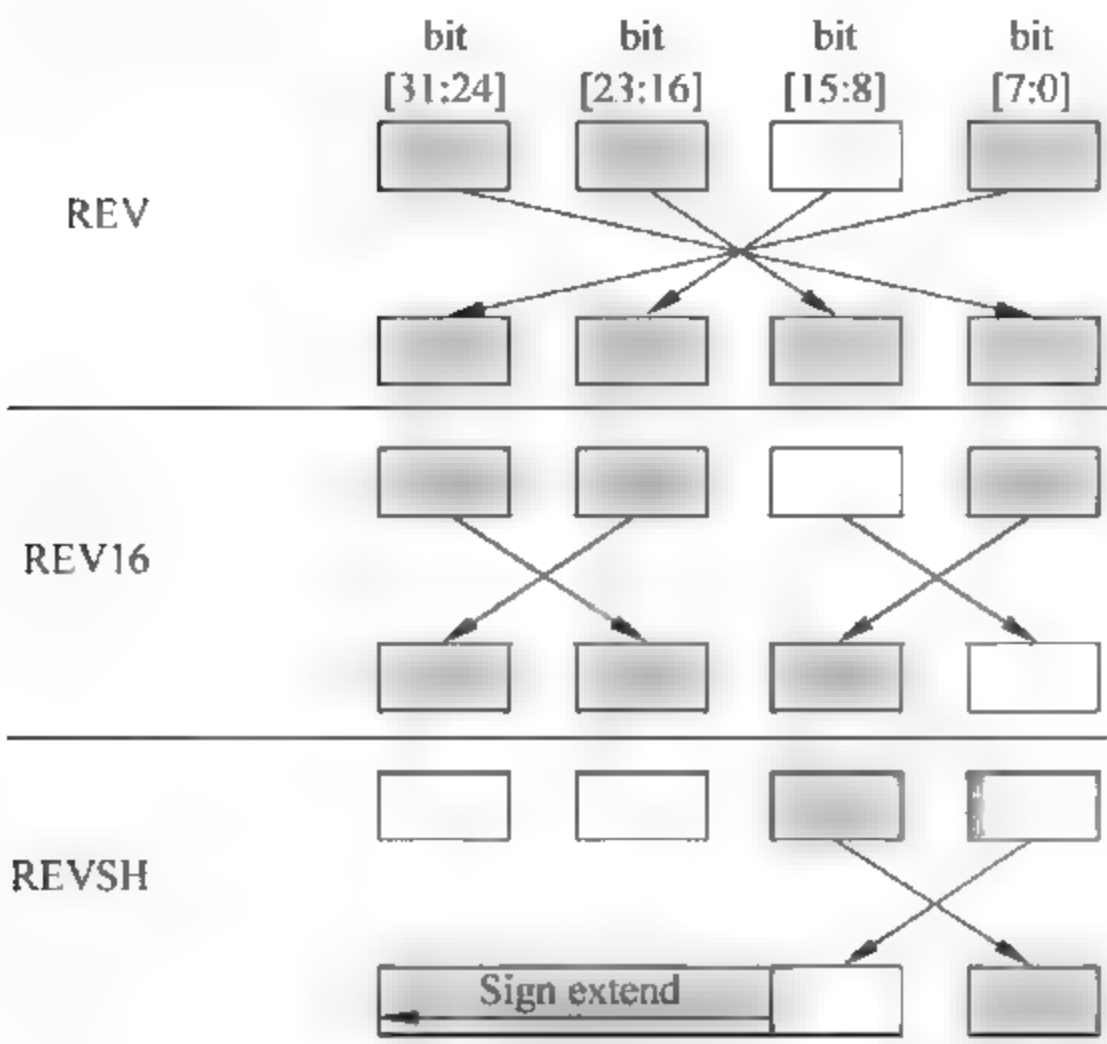 bit bit bit bit
[31:24] [23:16] [15:8] [7:0]
REV
REV16
REVSH
Sign extend